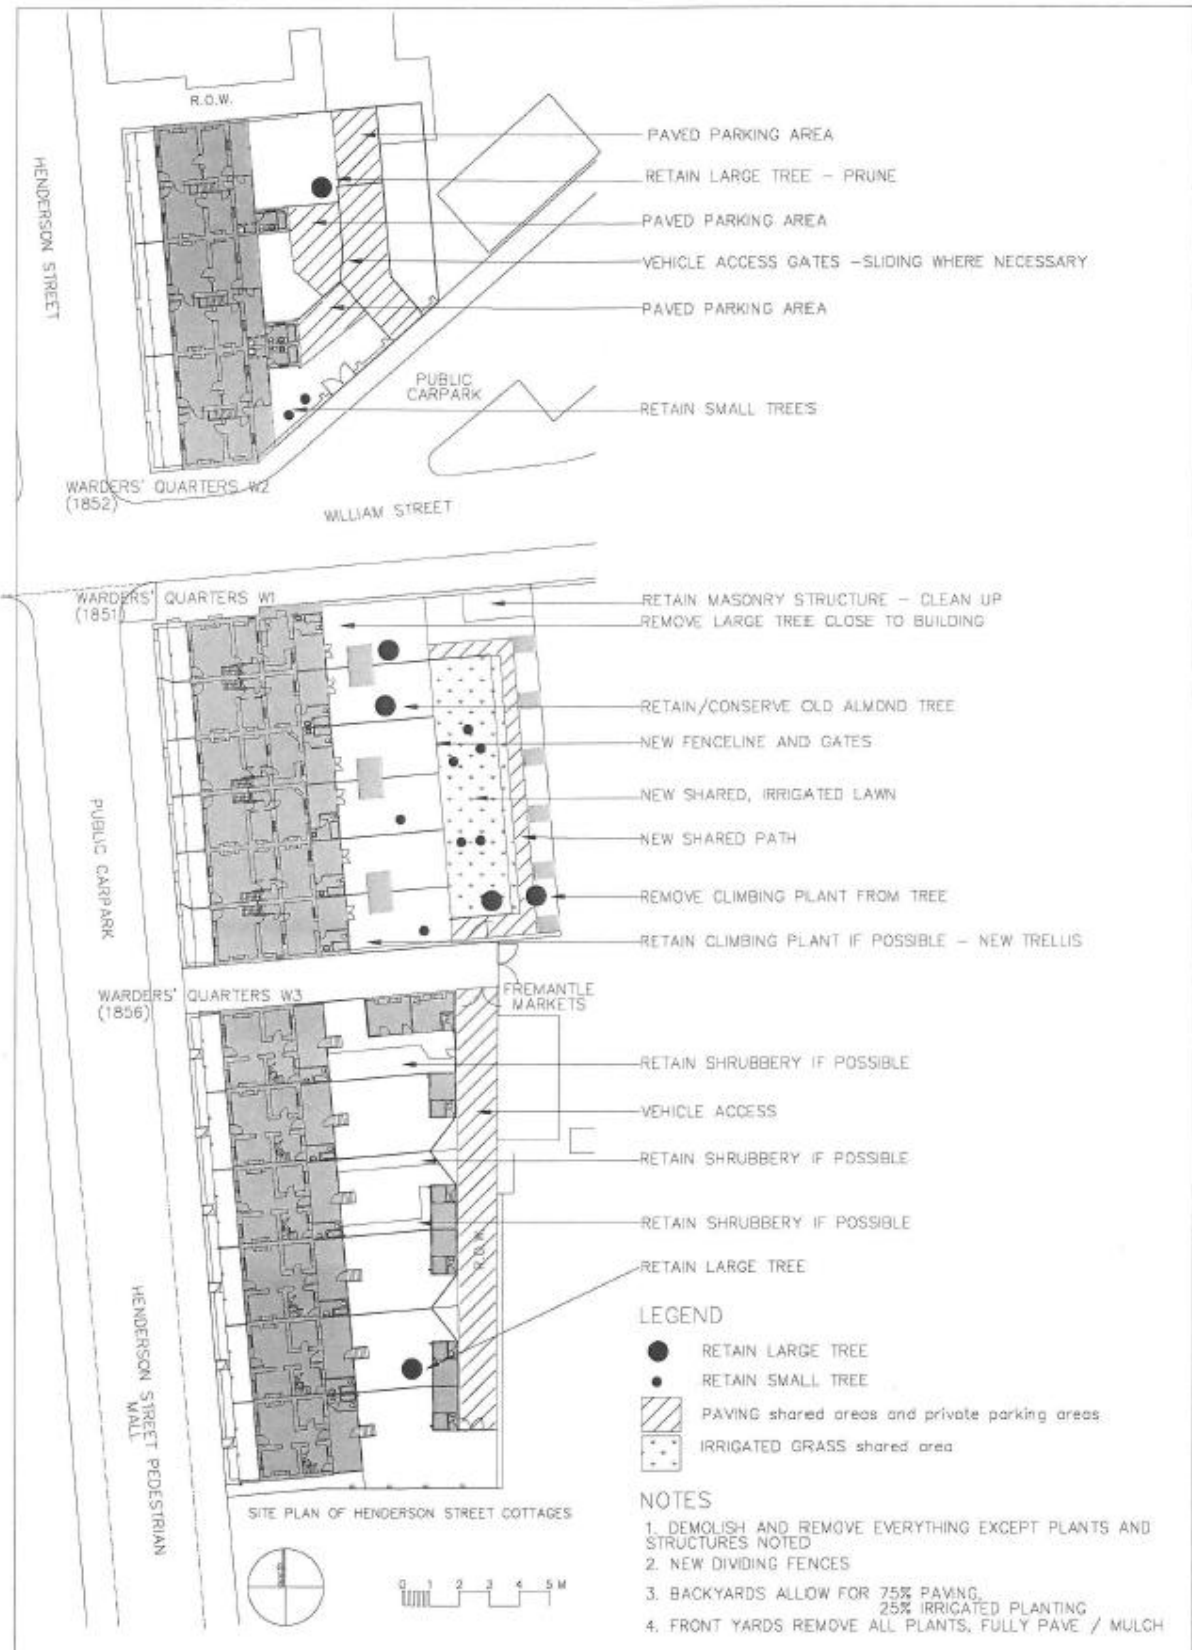 R.O.W.
HENDERSON STREET
PAVED PARKING AREA
RETAIN LARGE TREE - PRUNE
PAVED PARKING AREA
VEHICLE ACCESS GATES -SLIDING WHERE NECESSARY
PAVED PARKING AREA
PUBLIC
CARPARK
RETAIN SMALL TREE'S
WARDERS' QUARTERS W2
(1852)
WILLIAM STREET
WARDERS' QUARTERS W1
(1851)
RETAIN MASONRY STRUCTURE - CLEAN UP
REMOVE LARGE TREE CLOSE TO BUILDING
RETAIN/CONSERVE OLD ALMOND TREE
NEW FENCELINE AND GATES
NEW SHARED, IRRIGATED LAWN
NEW SHARED PATH
PUBLIC CARPARK
REMOVE CLIMBING PLANT FROM TREE
RETAIN CLIMBING PLANT IF POSSIBLE - NEW TRELLIS
WARDERS' QUARTERS W3
(1856)
FREMANTLE
MARKETS
RETAIN SHRUBBERY IF POSSIBLE
VEHICLE ACCESS
RETAIN SHRUBBERY IF POSSIBLE
RETAIN SHRUBBERY IF POSSIBLE
R.O.W.
RETAIN LARGE TREE
HENDERSON STREET PEDESTRIAN
MALL
LEGEND
RETAIN LARGE TREE
RETAIN SMALL TREE
PAVING shared areas and private parking areas
IRRIGATED GRASS shared area
SITE PLAN OF HENDERSON STREET COTTAGES
NOTES
1. DEMOLISH AND REMOVE EVERYTHING EXCEPT PLANTS AND
STRUCTURES NOTED
2. NEW DIVIDING FENCES
3. BACKYARDS ALLOW FOR 75% PAVING,
25% IRRIGATED PLANTING
4. FRONT YARDS REMOVE ALL PLANTS, FULLY PAVE / MULCH
0 1 2 3 4 5 M